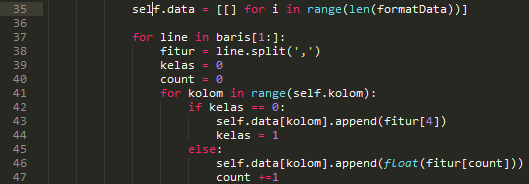 35 self.data = [[] for i in range(len(formatData))]
36
37 for line in baris[1:]:
38 fitur = line.split(',')
39 kelas = 0
40 count = 0
41 for kolom in range(self.kolom):
42 if kelas == 0:
43 self.data[kolom].append(fitur[4])
44 kelas = 1
45 else:
46 self.data[kolom].append(float(fitur[count]))
47 count +=1